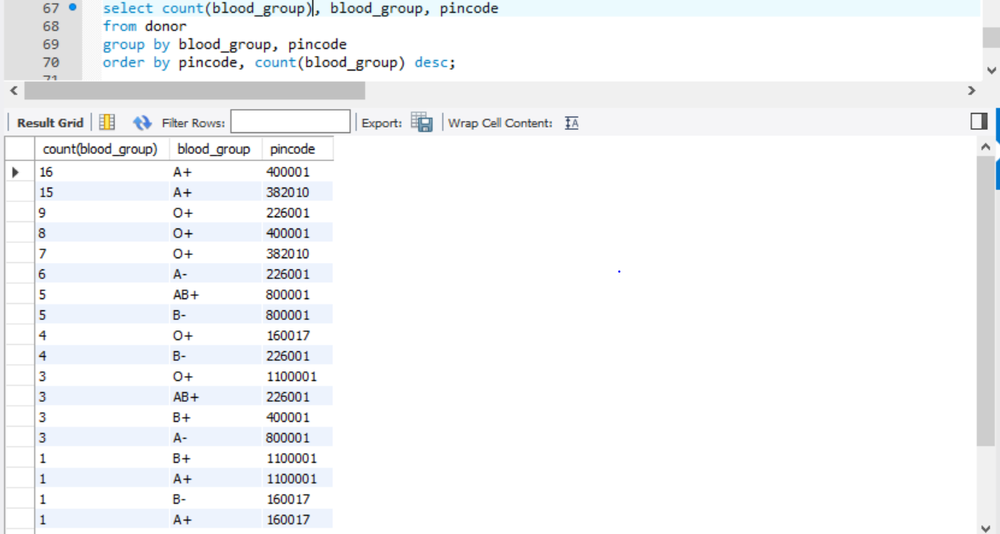 67 select count(blood_group), blood_group, pincode
68 from donor
69 group by blood_group, pincode
70 order by pincode, count(blood_group) desc;
71
Result Grid Filter Rows: Export: Wrap Cell Content:
count(blood_group) blood_group pincode
16 A+ 400001
15 A+ 382010
9 O+ 226001
8 O+ 400001
7 O+ 382010
6 A- 226001
5 AB+ 800001
5 B- 800001
4 O+ 160017
4 B- 226001
3 O+ 1100001
3 AB+ 226001
3 B+ 400001
3 A- 800001
1 B+ 1100001
1 A+ 1100001
1 B- 160017
1 A+ 160017